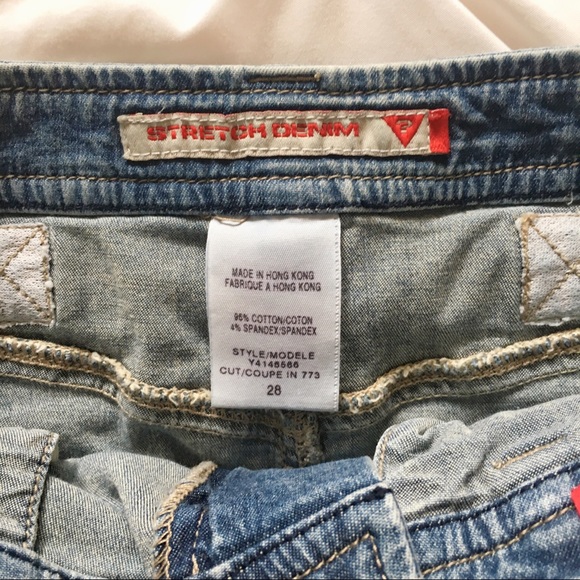 STRETCH DENIM
MADE IN HONG KONG
FABRIQUE A HONG KONG
96% COTTON/COTON
4% SPANDEX/SPANDEX
STYLE/MODELE
Y4146566
CUT/COUPE IN 773
28